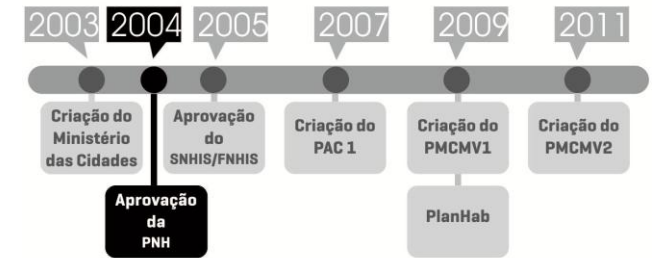 2003 2004 2005 2007 2009 2011
Criação do
Ministério
das Cidades
Aprovação
da
PNH
Aprovação
do
SNHIS/FNHIS
Criação do
PAC 1
Criação do
PMCMV1
PlanHab
Criação do
PMCMV2